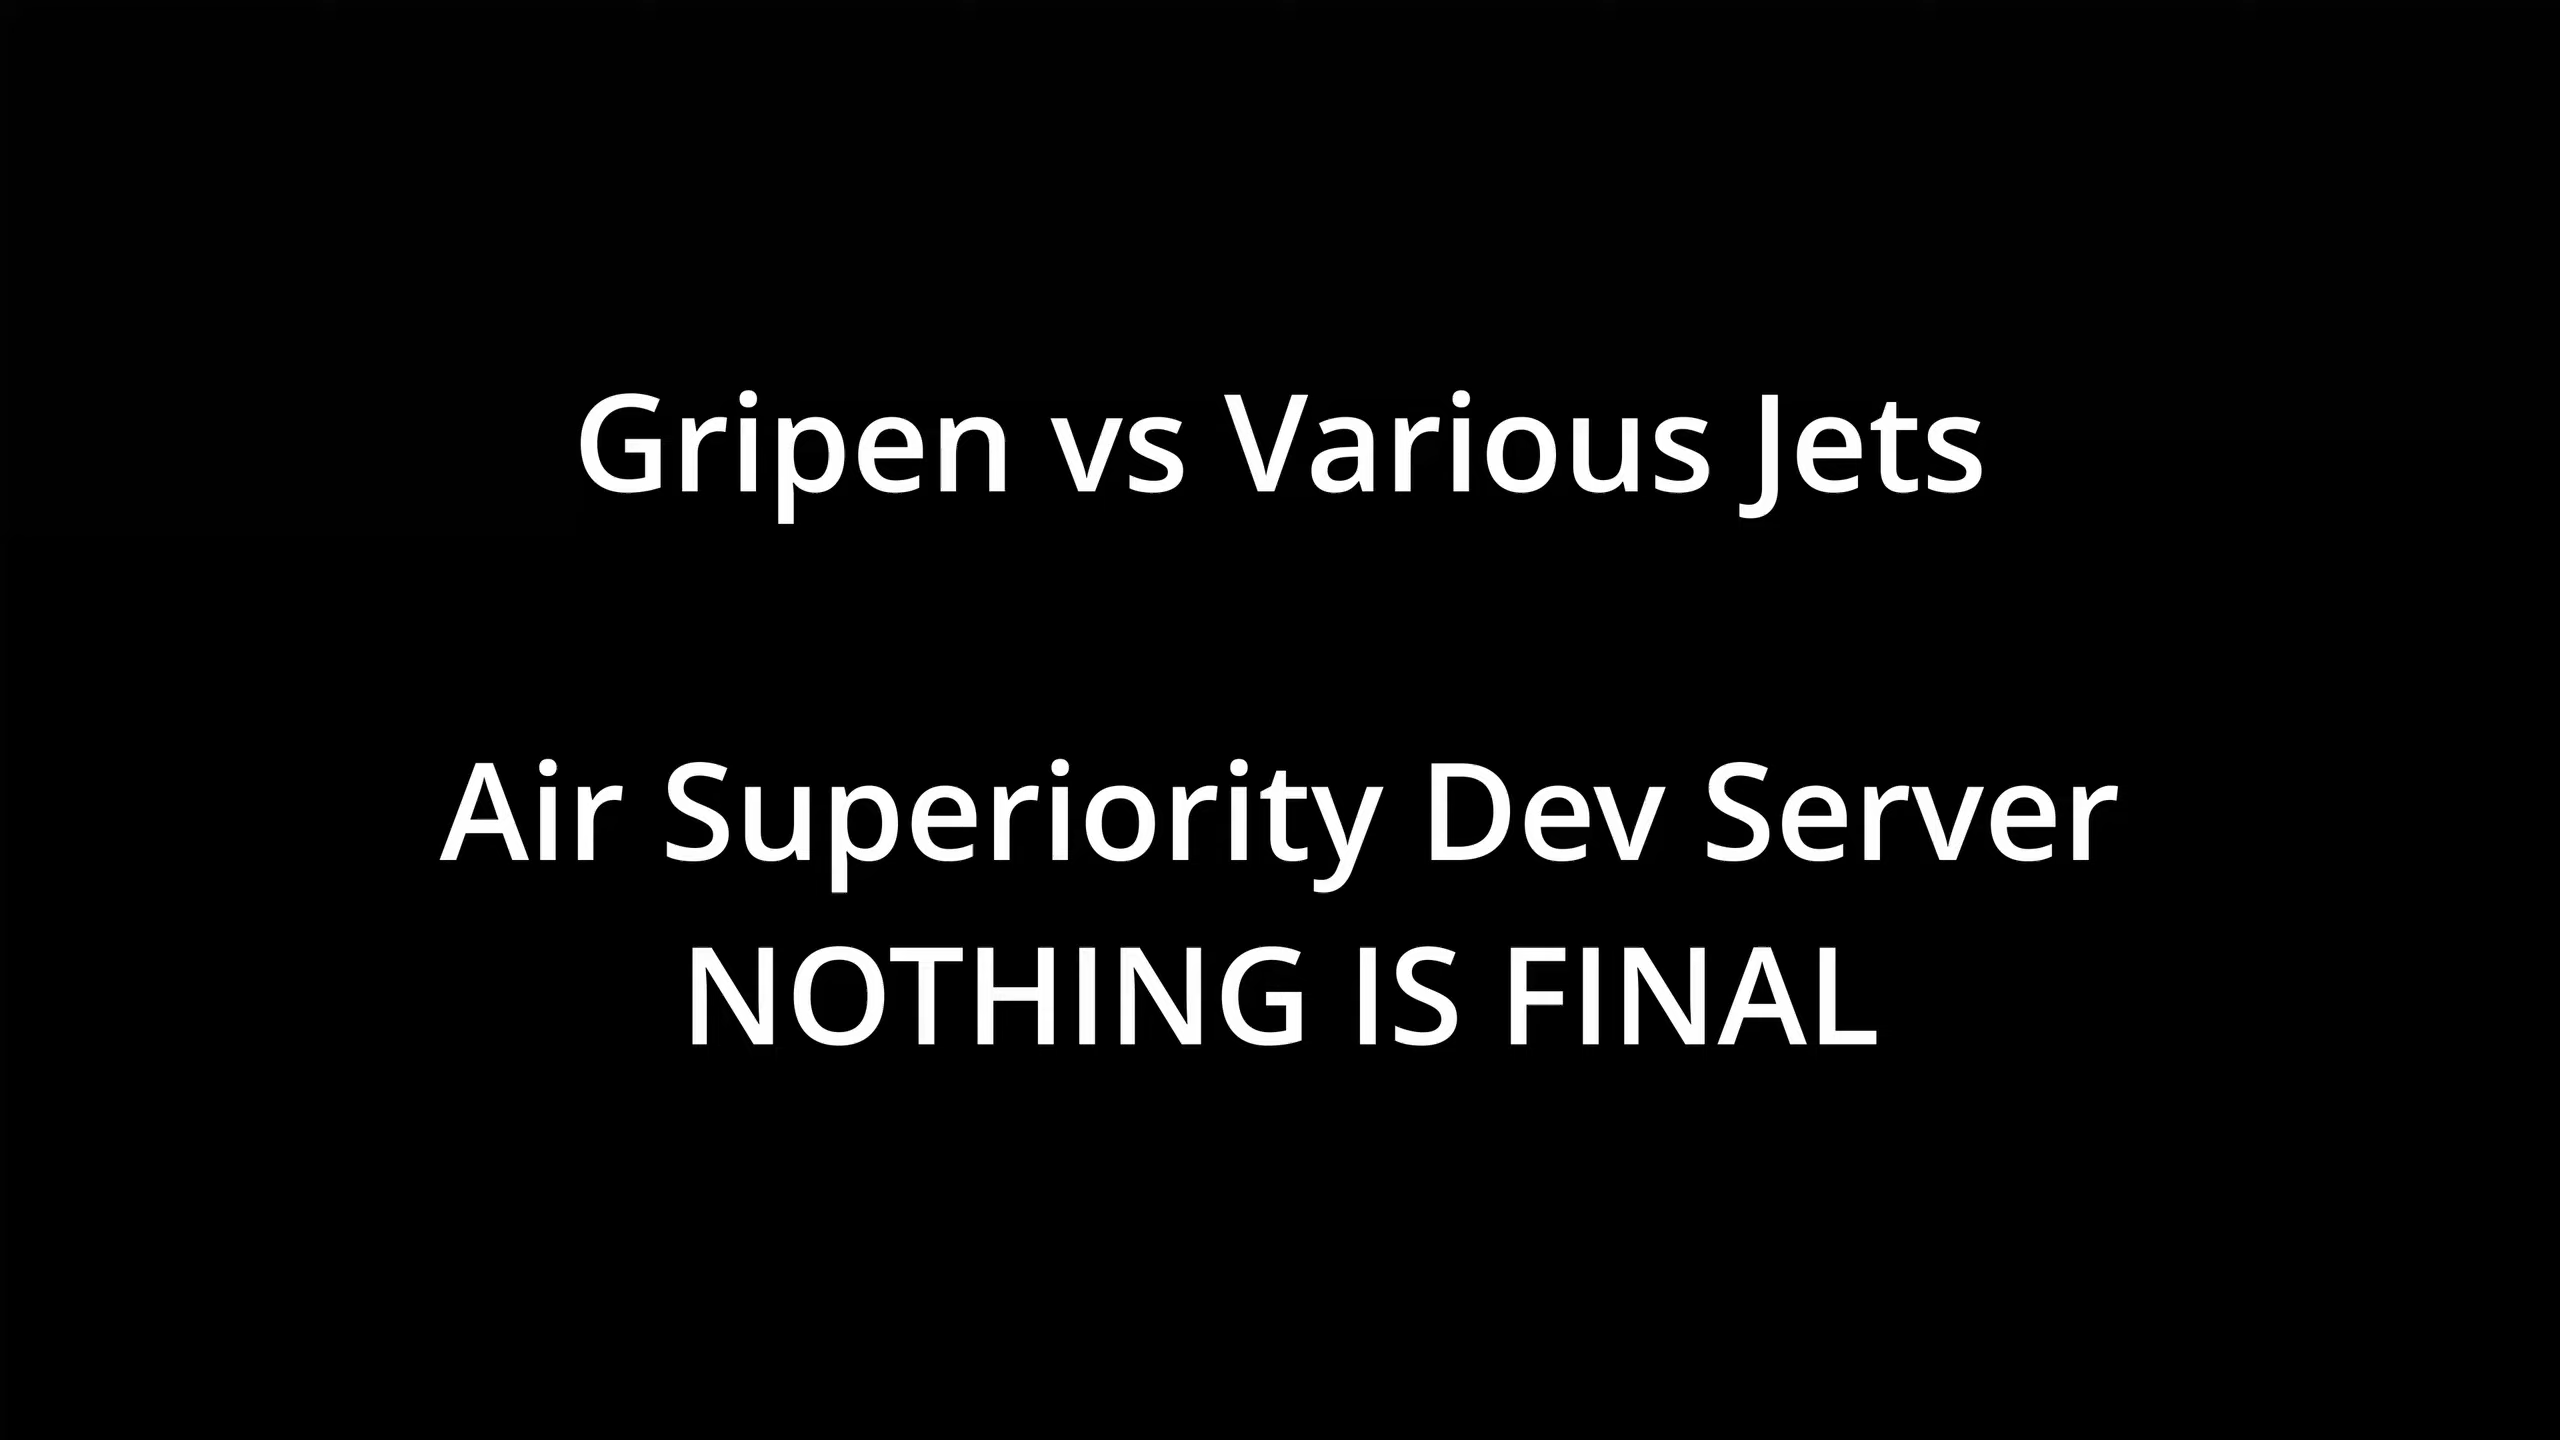 Gripen vs Various Jets
Air Superiority Dev Server
NOTHING IS FINAL